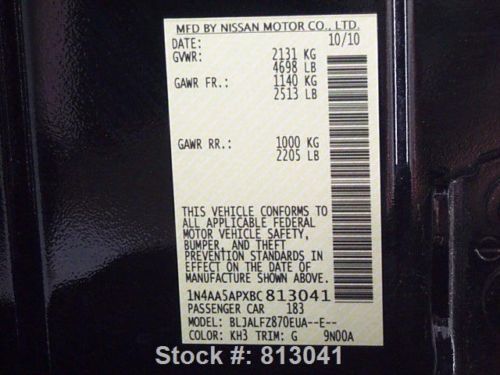 MFD BY NISSAN MOTOR CO., LTD.
DATE: 10/10
GVWR: 2131 KG
4698 LB
GAWR FR.: 1140 KG
2513 LB
GAWR RR.: 1000 KG
2205 LB
THIS VEHICLE CONFORMS TO
ALL APPLICABLE FEDERAL
MOTOR VEHICLE SAFETY,
BUMPER, AND THEFT
PREVENTION STANDARDS IN
EFFECT ON THE DATE OF
MANUFACTURE SHOWN ABOVE.
1N4AA5APXBC813041
PASSENGER CAR 183
MODEL: BLJALFZ870EUA--E--
COLOR: KH3 TRIM: G 9N00A
Stock #: 813041